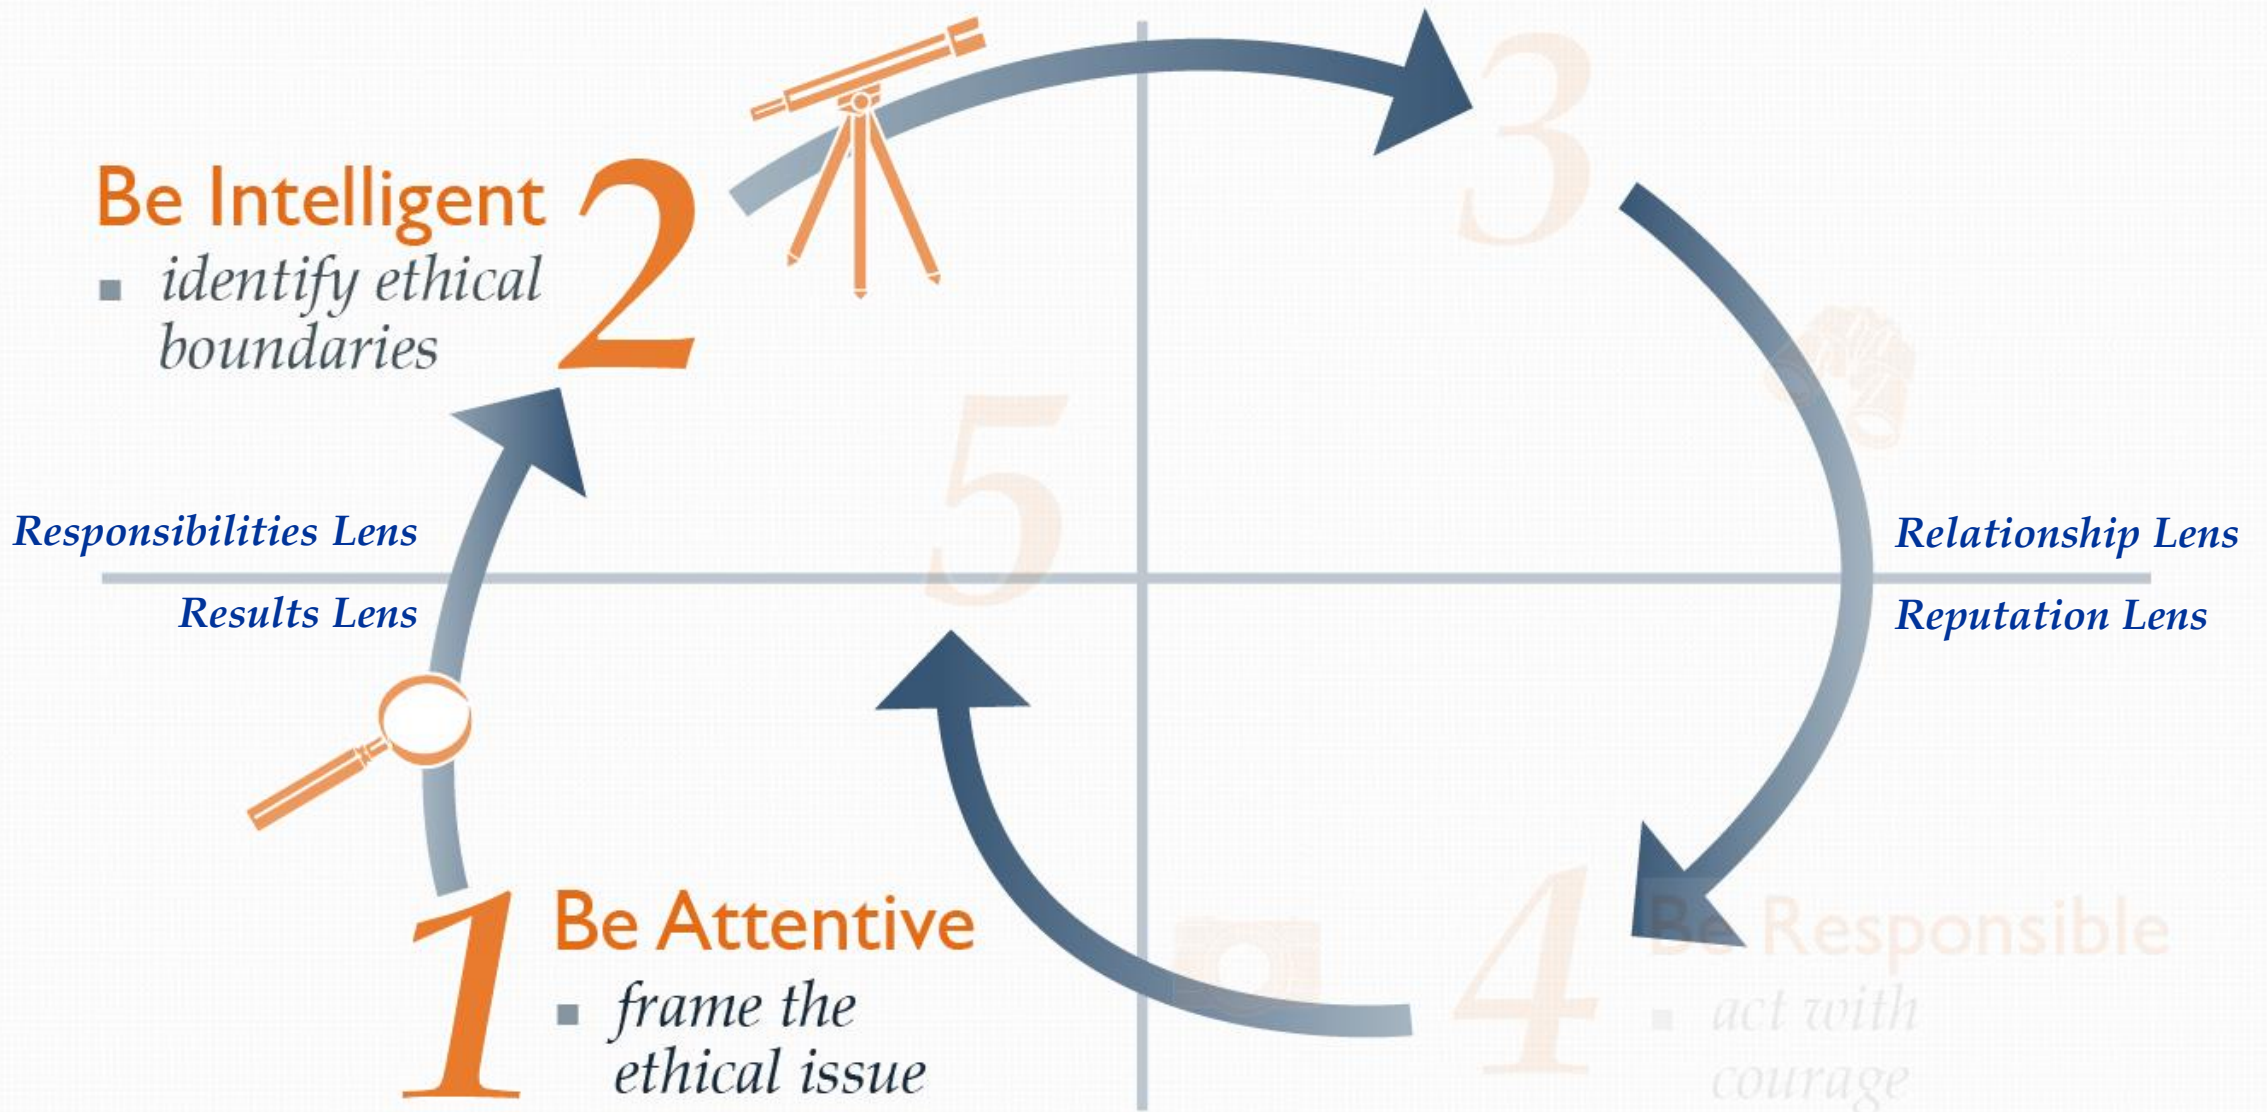 3
Be Intelligent 2
▪ identify ethical
boundaries
5
Responsibilities Lens
Relationship Lens
Results Lens
Reputation Lens
1 Be Attentive
▪ frame the
ethical issue
4 Be Responsible
▪ act with
courage